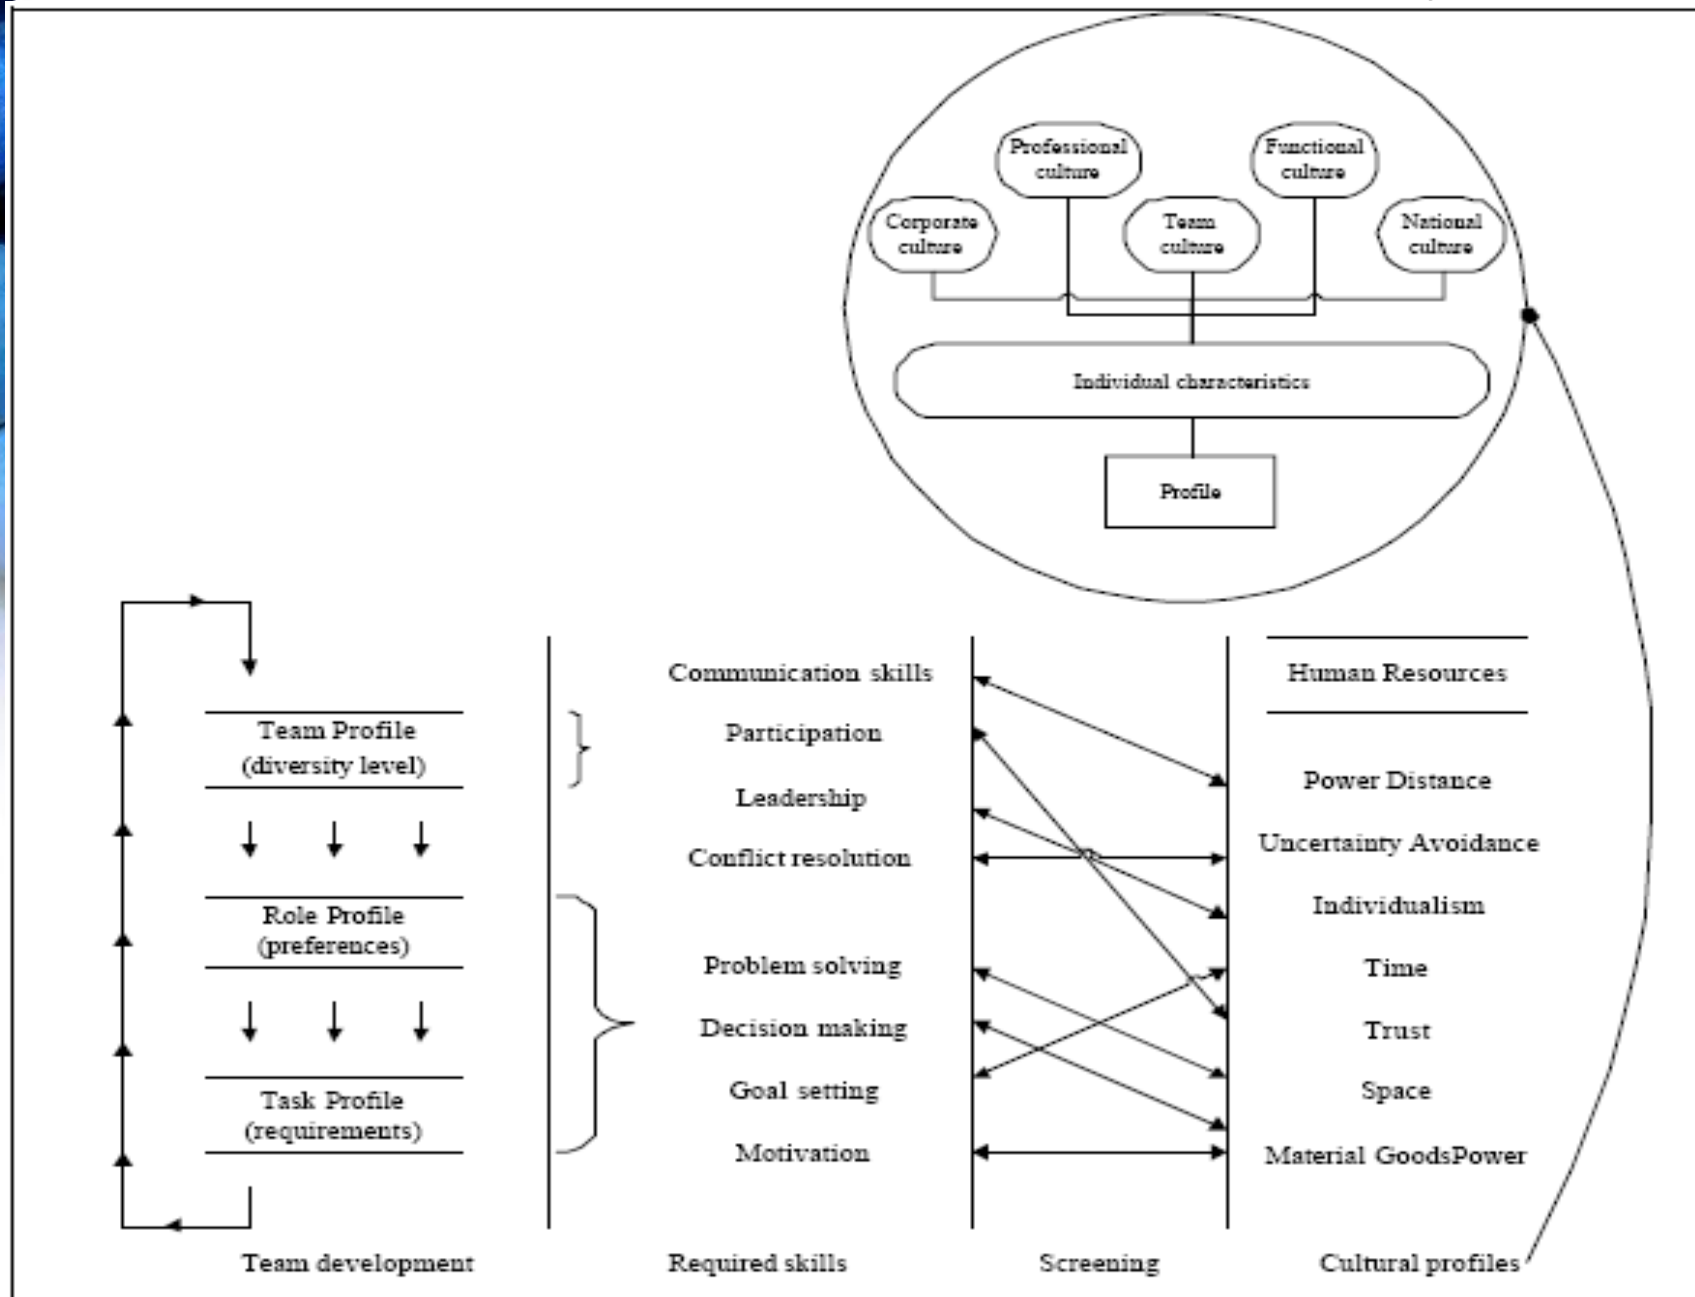 Professional
culture
Functional
culture
Corporate
culture
Team
culture
National
culture
Individual characteristics
Profile
Team Profile
(diversity level)
Role Profile
(preferences)
Task Profile
(requirements)
Team development
Communication skills
Participation
Leadership
Conflict resolution
Problem solving
Decision making
Goal setting
Motivation
Required skills
Screening
Human Resources
Power Distance
Uncertainty Avoidance
Individualism
Time
Trust
Space
Material GoodsPower
Cultural profiles